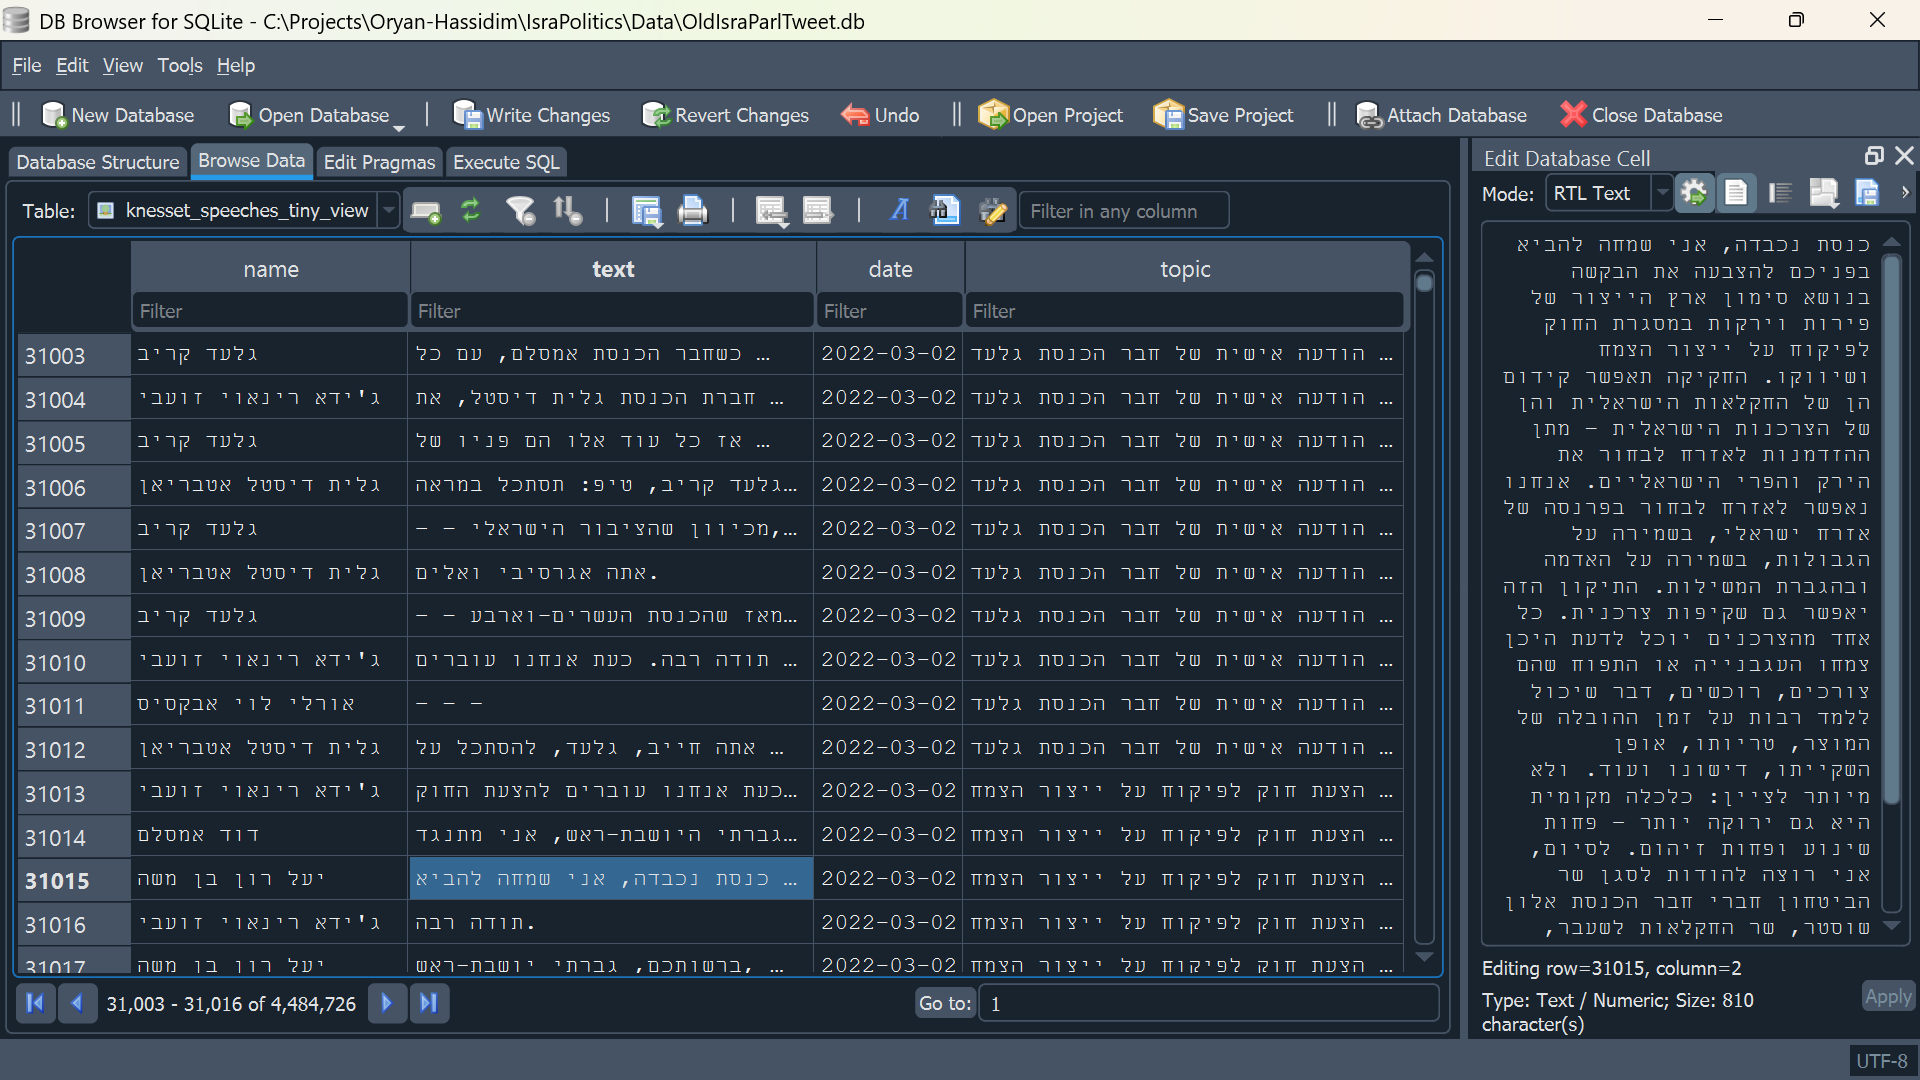 DB Browser for SQLite - C:\Projects\Oryan-Hassidim\IsraPolitics\Data\OldIsraParlTweet.db
File Edit View Tools Help
New Database Open Database Write Changes Revert Changes Undo Open Project Save Project Attach Database Close Database
Database Structure Browse Data Edit Pragmas Execute SQL
Table: knesset_speeches_tiny_view Filter in any column
name text date topic
Filter Filter Filter Filter
31003 גלעד קריב כשחבר הכנסת אמסלם, עם כל ... 2022-03-02 הודעה אישית של חבר הכנסת גלעד ...
31004 ג'ידא רינאוי זועבי חברת הכנסת גלית דיסטל, את ... 2022-03-02 הודעה אישית של חבר הכנסת גלעד ...
31005 גלעד קריב אז כל עוד אלו הם פניו של ... 2022-03-02 הודעה אישית של חבר הכנסת גלעד ...
31006 גלית דיסטל אטבריאן גלעד קריב, טיפ: תסתכל במראה... 2022-03-02 הודעה אישית של חבר הכנסת גלעד ...
31007 גלעד קריב – – מכיוון שהציבור הישראלי,... 2022-03-02 הודעה אישית של חבר הכנסת גלעד ...
31008 גלית דיסטל אטבריאן אתה אגרסיבי ואלים. 2022-03-02 הודעה אישית של חבר הכנסת גלעד ...
31009 גלעד קריב – – מאז שהכנסת העשרים-וארבע... 2022-03-02 הודעה אישית של חבר הכנסת גלעד ...
31010 ג'ידא רינאוי זועבי תודה רבה. כעת אנחנו עוברים ... 2022-03-02 הודעה אישית של חבר הכנסת גלעד ...
31011 אורלי לוי אבקסיס – – – 2022-03-02 הודעה אישית של חבר הכנסת גלעד ...
31012 גלית דיסטל אטבריאן אתה חייב, גלעד, להסתכל על ... 2022-03-02 הודעה אישית של חבר הכנסת גלעד ...
31013 ג'ידא רינאוי זועבי כעת אנחנו עוברים להצעת החוק... 2022-03-02 הצעת חוק לפיקוח על ייצור הצמח ...
31014 דוד אמסלם גברתי היושבת-ראש, אני מתנגד... 2022-03-02 הצעת חוק לפיקוח על ייצור הצמח ...
31015 יעל רון בן משה כנסת נכבדה, אני שמחה להביא ... 2022-03-02 הצעת חוק לפיקוח על ייצור הצמח ...
31016 ג'ידא רינאוי זועבי תודה רבה. 2022-03-02 הצעת חוק לפיקוח על ייצור הצמח ...
31017 יעל רון בן משה ברשותכם, גברתי יושבת-ראש, ... 2022-03-02 הצעת חוק לפיקוח על ייצור הצמח ...
31,003 - 31,016 of 4,484,726 Go to: 1
Edit Database Cell
Mode: RTL Text
כנסת נכבדה, אני שמחה להביא
בפניכם להצבעה את הבקשה
בנושא סימון ארץ הייצור של
פירות וירקות במסגרת החוק
לפיקוח על ייצור הצמח
ושיווקו. החקיקה תאפשר קידום
הן של החקלאות הישראלית והן
של הצרכנות הישראלית – מתן
ההזדמנות לאזרח לבחור את
הירק והפרי הישראליים. אנחנו
נאפשר לאזרח לבחור בפרנסה של
אזרח ישראלי, בשמירה על
הגבולות, בשמירה על האדמה
ובהגברת המשילות. התיקון הזה
יאפשר גם שקיפות צרכנית. כל
אחד מהצרכנים יוכל לדעת היכן
צמחו העגבנייה או התפוח שהם
צורכים, רוכשים, דבר שיכול
ללמד רבות על זמן ההובלה של
המוצר, טריותו, אופן
השקייתו, דישונו ועוד. ולא
מיותר לציין: כלכלה מקומית
היא גם ירוקה יותר – פחות
שינוע ופחות זיהום. לסיום,
אני רוצה להודות לסגן שר
הביטחון חברי חבר הכנסת אלון
שוסטר, שר החקלאות לשעבר,
Editing row=31015, column=2
Type: Text / Numeric; Size: 810
character(s)
Apply
UTF-8